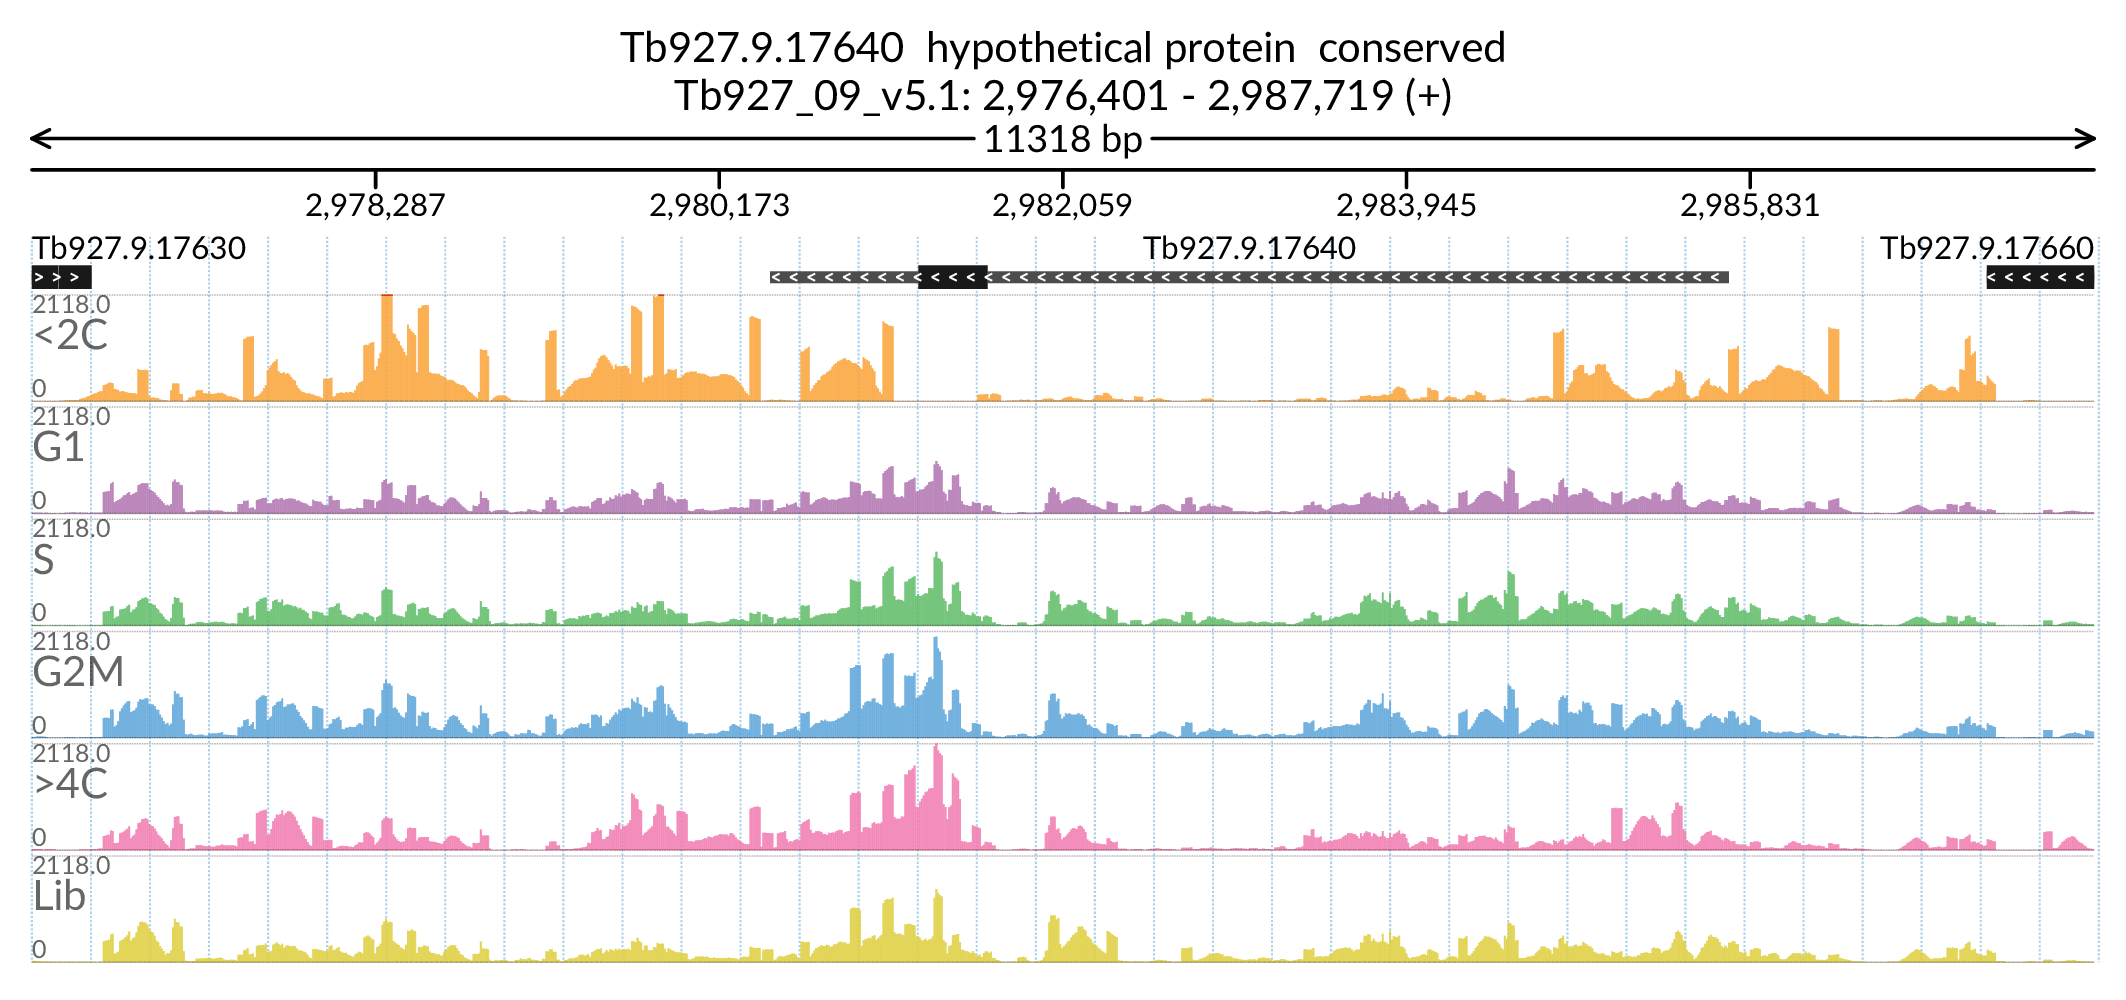 Tb927.9.17640 hypothetical protein conserved
Tb927_09_v5.1: 2,976,401 - 2,987,719 (+)
11318 bp
2,978,287 2,980,173 2,982,059 2,983,945 2,985,831
Tb927.9.17630 Tb927.9.17640 Tb927.9.17660
2118.0
<2C
0
2118.0
G1
0
2118.0
S
0
2118.0
G2M
0
2118.0
>4C
0
2118.0
Lib
0